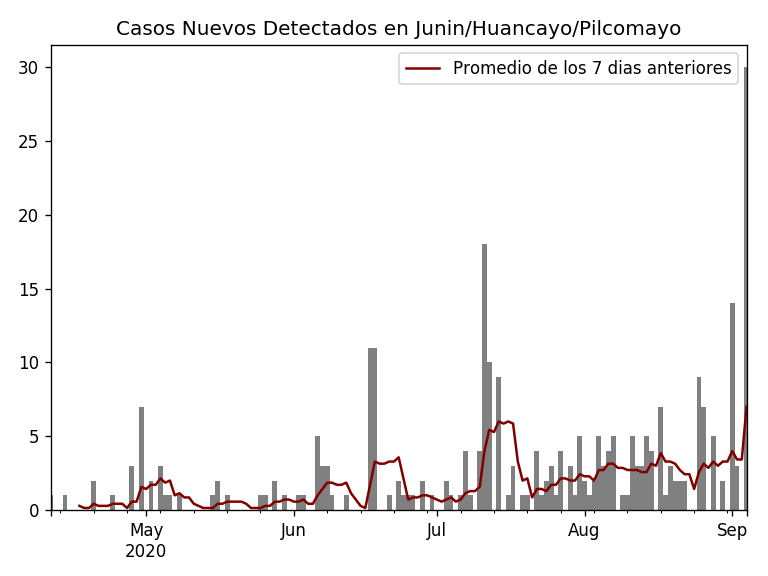 Casos Nuevos Detectados en Junin/Huancayo/Pilcomayo
Promedio de los 7 dias anteriores
30
25
20
15
10
5
0
May
2020
Jun
Jul
Aug
Sep